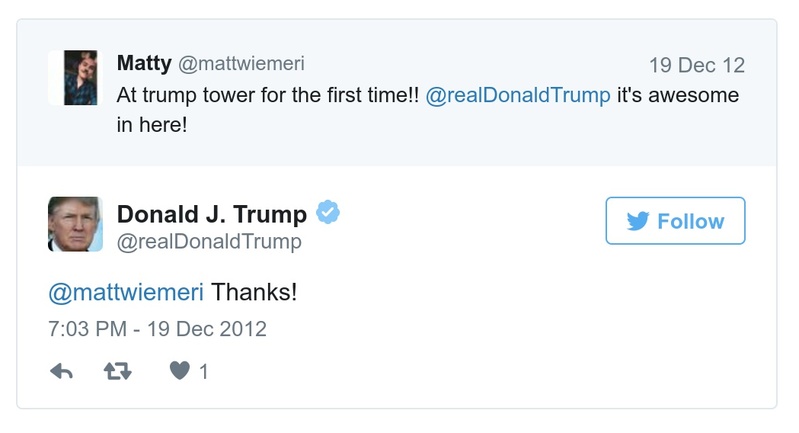 Matty @mattwiemeri 19 Dec 12
At trump tower for the first time!! @realDonaldTrump it's awesome
in here!
Donald J. Trump
@realDonaldTrump
Follow
@mattwiemeri Thanks!
7:03 PM - 19 Dec 2012
1